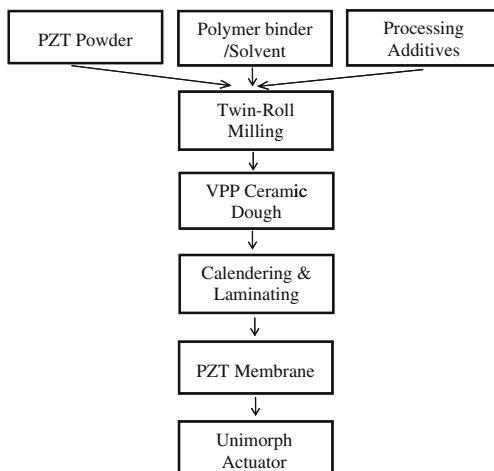 PZT Powder
Polymer binder
/Solvent
Processing
Additives
Twin-Roll
Milling
VPP Ceramic
Dough
Calendering &
Laminating
PZT Membrane
Unimorph
Actuator